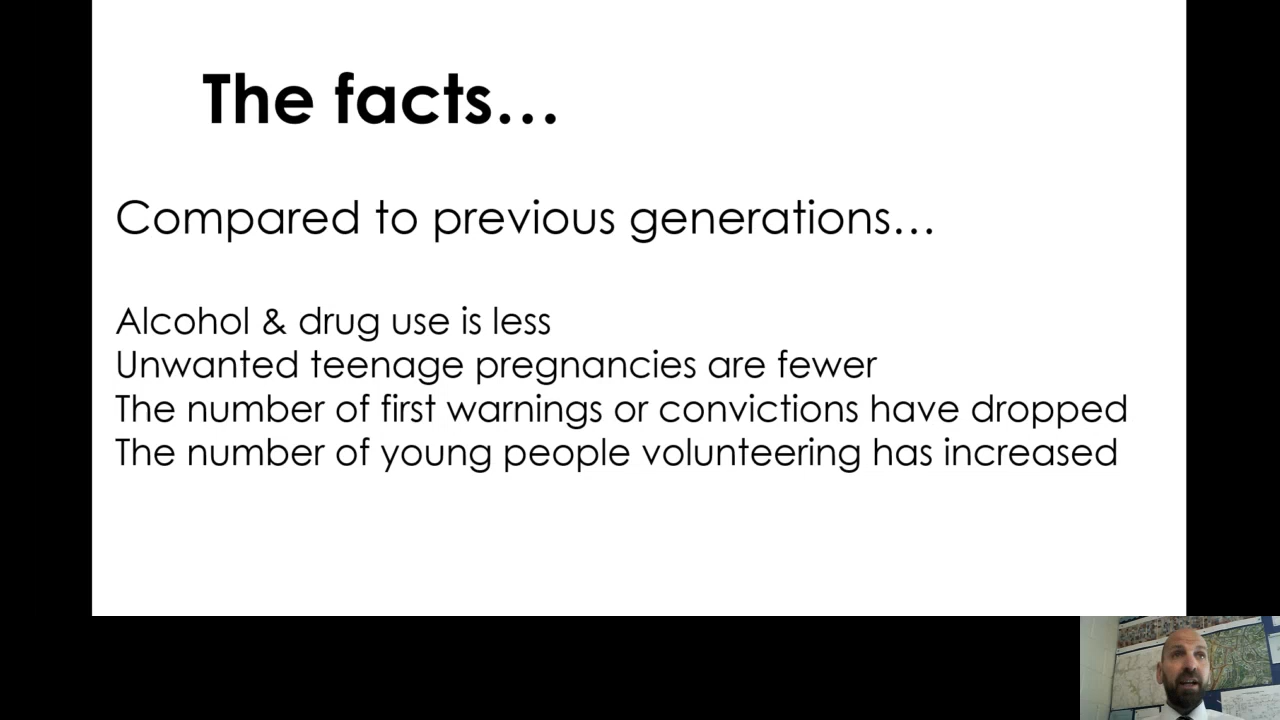 The facts…
Compared to previous generations…
Alcohol & drug use is less
Unwanted teenage pregnancies are fewer
The number of first warnings or convictions have dropped
The number of young people volunteering has increased